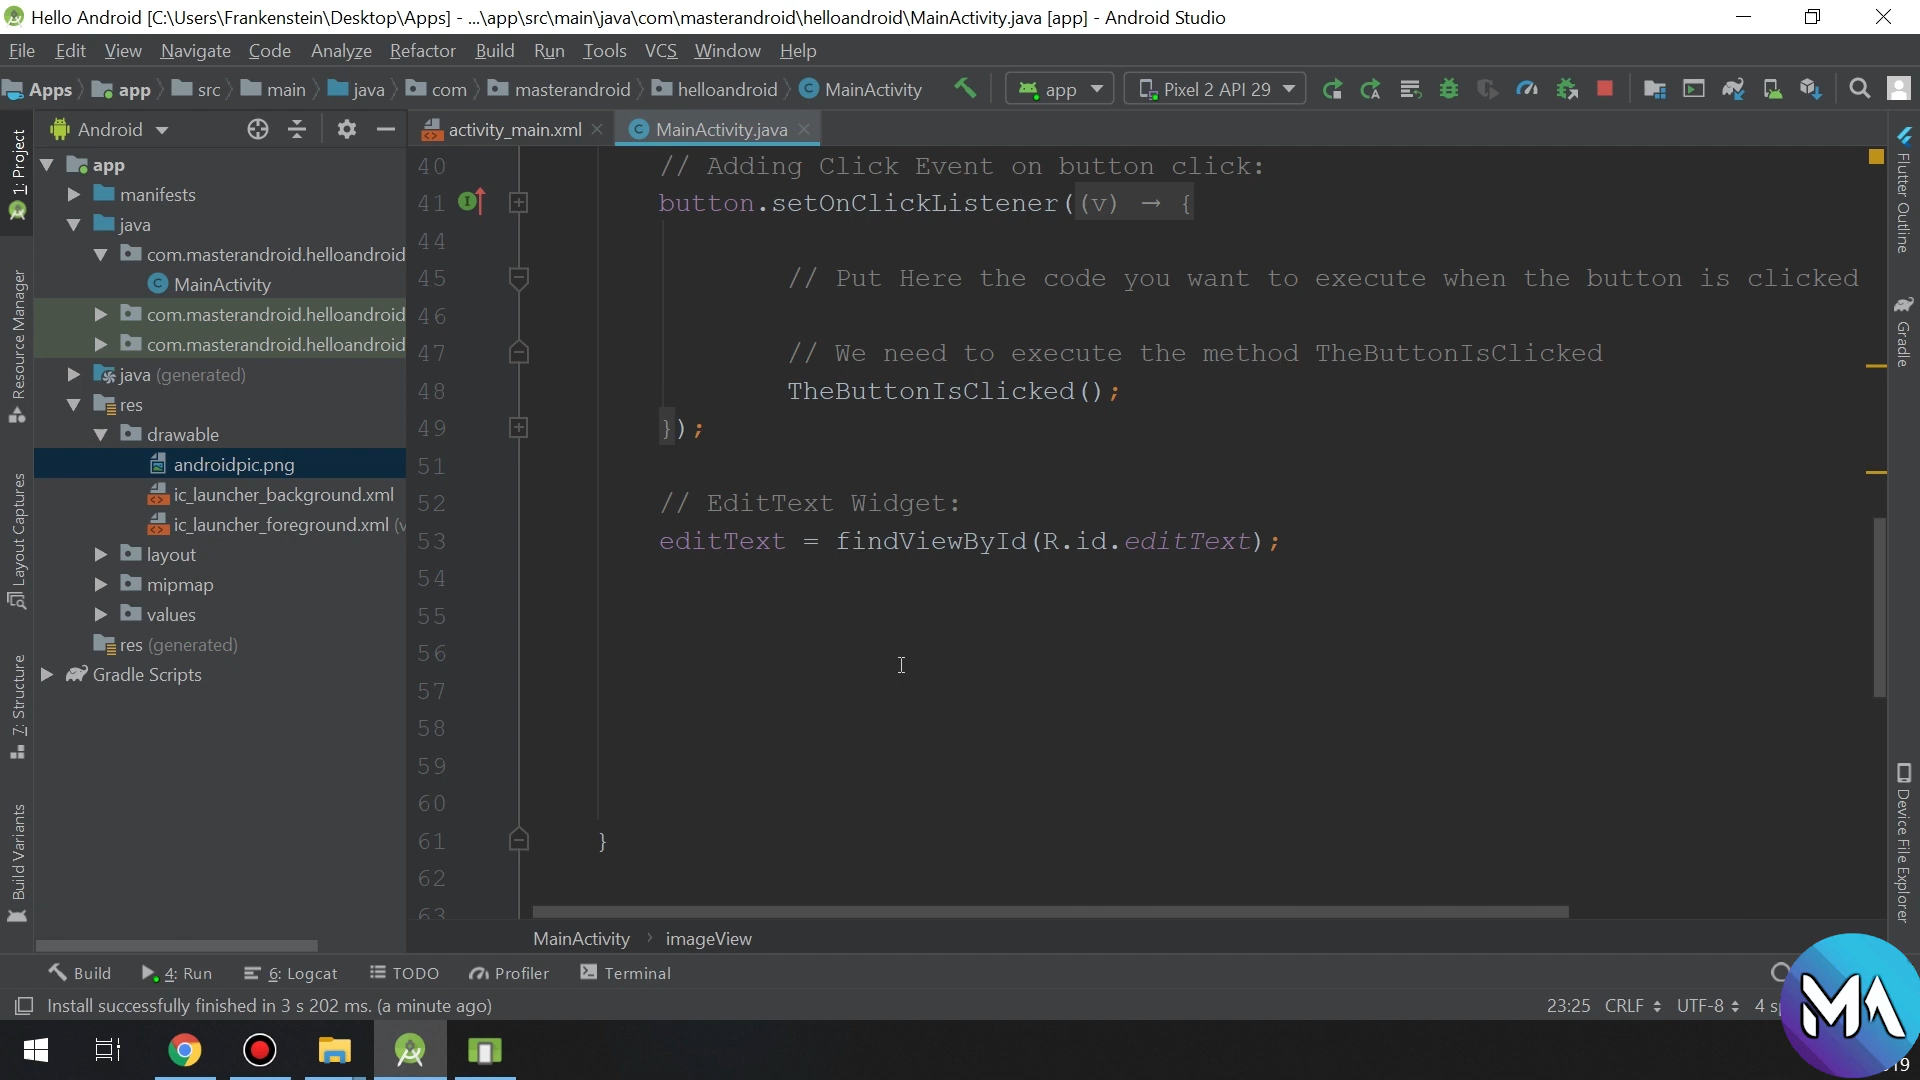 Hello Android [C:\Users\Frankenstein\Desktop\Apps] - ...\app\src\main\java\com\masterandroid\helloandroid\MainActivity.java [app] - Android Studio
File Edit View Navigate Code Analyze Refactor Build Run Tools VCS Window Help
Apps app src main java com masterandroid helloandroid MainActivity app Pixel 2 API 29
Android activity_main.xml MainActivity.java
1: Project
Resource Manager
Layout Captures
7: Structure
Build Variants
app
manifests
java
com.masterandroid.helloandroid
MainActivity
com.masterandroid.helloandroid
com.masterandroid.helloandroid
java (generated)
res
drawable
androidpic.png
ic_launcher_background.xml
ic_launcher_foreground.xml (v
layout
mipmap
values
res (generated)
Gradle Scripts
40 // Adding Click Event on button click:
41 button.setOnClickListener((v) → {
44
45 // Put Here the code you want to execute when the button is clicked
46
47 // We need to execute the method TheButtonIsClicked
48 TheButtonIsClicked();
49 });
51
52 // EditText Widget:
53 editText = findViewById(R.id.editText);
54
55
56
57
58
59
60
61 }
62
63
Flutter Outline
Gradle
Device File Explorer
MainActivity › imageView
Build 4: Run 6: Logcat TODO Profiler Terminal
Install successfully finished in 3 s 202 ms. (a minute ago) 23:25 CRLF UTF-8 4 s
MA
19